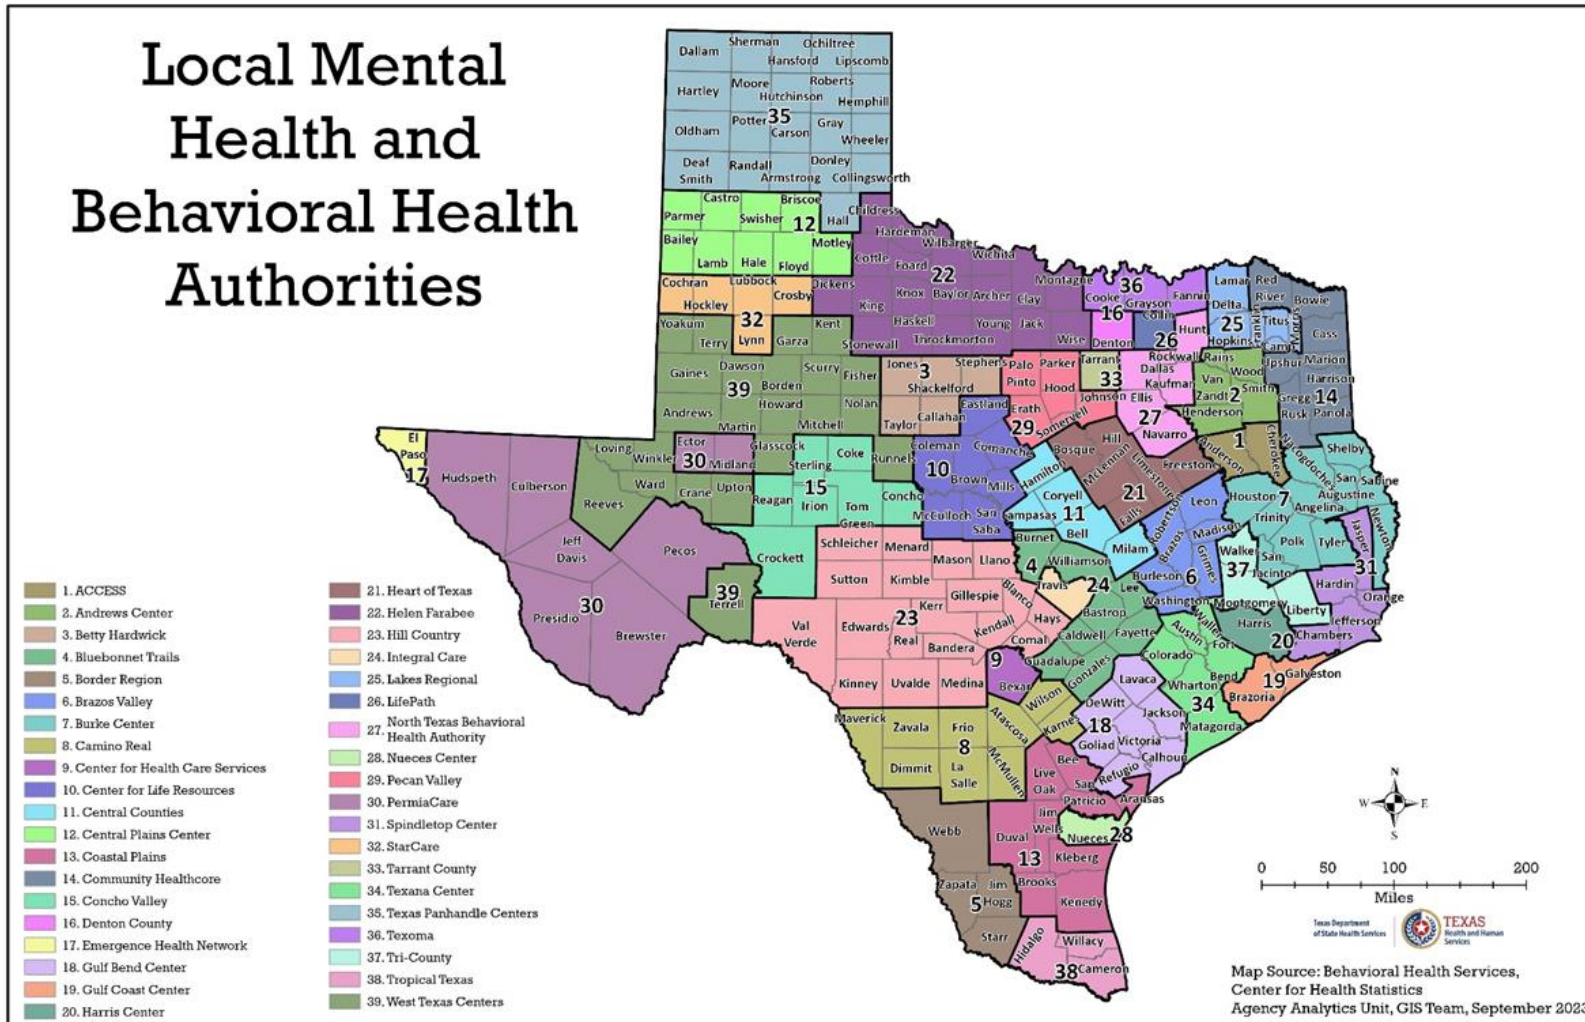 Local Mental
Health and
Behavioral Health
Authorities
Dallam
Sherman
Hansford
Ochiltree
Lipscomb
Hartley
Moore
Hutchinson
Roberts
Hemphill
35
Oldham
Potter
Carson
Gray
Wheeler
Deaf
Smith
Randall
Armstrong
Donley
Collingsworth
Parmer
Castro
Swisher
Briscoe
12
Hall
Childress
Bailey
Lamb
Hale
Floyd
Motley
Cottle
Hardeman
Foard
Wilbarger
Wichita
22
Cochran
Hockley
Lubbock
Crosby
Dickens
King
Knox
Baylor
Archer
Clay
Montague
32
Lynn
Yoakum
Terry
Garza
Kent
Stonewall
Haskell
Throckmorton
Young
Jack
Wise
Cooke
36
Grayson
Fannin
16
Denton
Collin
26
Hunt
Lamar
Delta
25
Hopkins
Red
River
Franklin
Titus
Camp
Morris
Bowie
Cass
Marion
Upshur
Harrison
Gregg
14
Rusk
Panola
Gaines
Dawson
Borden
Scurry
Fisher
39
Andrews
Martin
Howard
Mitchell
Nolan
Jones
3
Shackelford
Stephens
Taylor
Callahan
Eastland
Palo
Pinto
Parker
Hood
Erath
29
Somervell
Johnson
Tarrant
33
Rockwall
Dallas
Kaufman
Ellis
27
Navarro
Rains
Wood
Van
Zandt
2
Smith
Henderson
1
Anderson
Cherokee
El
Paso
17
Hudspeth
Culberson
Jeff
Davis
Presidio
30
Brewster
Pecos
Loving
Winkler
Ector
30
Midland
Glasscock
Reeves
Ward
Crane
Upton
39
Terrell
Sterling
Coke
Runnels
15
Reagan
Irion
Tom
Green
Concho
Crockett
Coleman
10
Brown
Comanche
Mills
McCulloch
San
Saba
Hamilton
Coryell
Lampasas
11
Bell
Milam
Bosque
Hill
McLennan
Limestone
Freestone
21
Falls
Robertson
Leon
Madison
Brazos
Grimes
Burleson
6
Washington
Nacogdoches
Shelby
San
Augustine
Sabine
Houston
7
Angelina
Trinity
Polk
Tyler
Newton
Jasper
31
Hardin
Orange
Jefferson
Chambers
Walker
37
San
Jacinto
Montgomery
Liberty
Harris
20
Schleicher
Menard
Mason
Llano
Sutton
Kimble
Gillespie
Blanco
Hays
Val
Verde
Edwards
23
Kerr
Real
Kendall
Bandera
Comal
Kinney
Uvalde
Medina
9
Bexar
Burnet
4
Williamson
Travis
24
Lee
Bastrop
Caldwell
Fayette
Guadalupe
Gonzales
Austin
Waller
Fort
Bend
Colorado
Wharton
34
Matagorda
19
Galveston
Brazoria
Maverick
Zavala
Frio
Atascosa
Wilson
Karnes
8
Dimmit
La
Salle
McMullen
Lavaca
DeWitt
18
Jackson
Victoria
Goliad
Calhoun
Refugio
Bee
Live
Oak
San
Patricio
Aransas
Jim
Wells
Nueces
28
Duval
13
Kleberg
Brooks
Kenedy
Webb
Zapata
Jim
Hogg
5
Starr
Hidalgo
Willacy
38
Cameron
1. ACCESS
2. Andrews Center
3. Betty Hardwick
4. Bluebonnet Trails
5. Border Region
6. Brazos Valley
7. Burke Center
8. Camino Real
9. Center for Health Care Services
10. Center for Life Resources
11. Central Counties
12. Central Plains Center
13. Coastal Plains
14. Community Healthcore
15. Concho Valley
16. Denton County
17. Emergence Health Network
18. Gulf Bend Center
19. Gulf Coast Center
20. Harris Center
21. Heart of Texas
22. Helen Farabee
23. Hill Country
24. Integral Care
25. Lakes Regional
26. LifePath
27. North Texas Behavioral
Health Authority
28. Nueces Center
29. Pecan Valley
30. PermiaCare
31. Spindletop Center
32. StarCare
33. Tarrant County
34. Texana Center
35. Texas Panhandle Centers
36. Texoma
37. Tri-County
38. Tropical Texas
39. West Texas Centers
N
W E
S
0 50 100 200
Miles
Texas Department
of State Health Services
TEXAS
Health and Human
Services
Map Source: Behavioral Health Services,
Center for Health Statistics
Agency Analytics Unit, GIS Team, September 2023